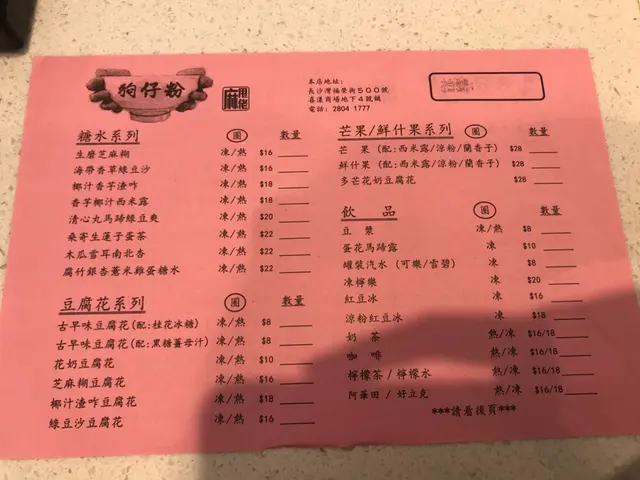 狗仔粉
麻甩佬
本店地址:
長沙灣福榮街500號
喜漾商場地下4號舖
電話: 2804 1777
糖水系列 圈 數量
生磨芝麻糊 凍/熱 $16
海帶香草綠豆沙 凍/熱 $16
椰汁香芋渣咋 凍/熱 $18
香芋椰汁西米露 凍/熱 $18
清心丸馬蹄綠豆爽 凍/熱 $20
桑寄生蓮子蛋茶 凍/熱 $22
木瓜雪耳南北杏 凍/熱 $22
腐竹銀杏薏米雞蛋糖水 凍/熱 $22
豆腐花系列 圈 數量
古早味豆腐花(配:桂花冰糖) 凍/熱 $8
古早味豆腐花(配:黑糖薑母汁) 凍/熱 $8
花奶豆腐花 凍/熱 $10
芝麻糊豆腐花 凍/熱 $16
椰汁渣咋豆腐花 凍/熱 $18
綠豆沙豆腐花 凍/熱 $16
芒果/鮮什果系列 圈 數量
芒 果 (配:西米露/涼粉/蘭香子) $28
鮮什果 (配:西米露/涼粉/蘭香子) $28
多芒花奶豆腐花 $28
飲 品 圈 數量
豆 漿 凍/熱 $8
蛋花馬蹄露 凍 $10
罐裝汽水 (可樂/雪碧) 凍 $8
凍檸樂 凍 $20
紅豆冰 凍 $16
涼粉紅豆冰 凍 $18
奶 茶 熱/凍 $16/18
咖 啡 熱/凍 $16/18
檸檬茶 / 檸檬水 熱/凍 $16/18
阿華田 / 好立克 熱/凍 $16/18
***請看後頁***